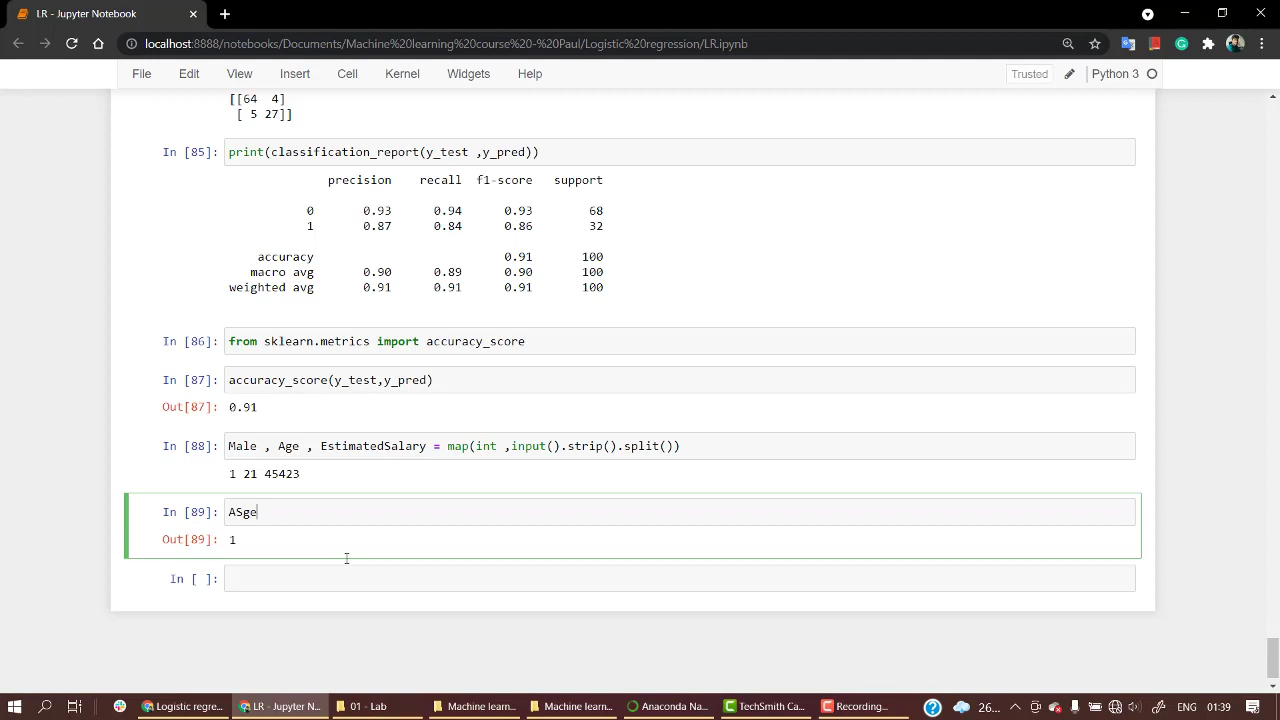 LR - Jupyter Notebook
localhost:8888/notebooks/Documents/Machine%20learning%20course%20-%20Paul/Logistic%20regression/LR.ipynb
File Edit View Insert Cell Kernel Widgets Help Trusted Python 3
[[64  4]
[ 5 27]]
In [85]: print(classification_report(y_test ,y_pred))
precision recall f1-score support
0 0.93 0.94 0.93 68
1 0.87 0.84 0.86 32
accuracy 0.91 100
macro avg 0.90 0.89 0.90 100
weighted avg 0.91 0.91 0.91 100
In [86]: from sklearn.metrics import accuracy_score
In [87]: accuracy_score(y_test,y_pred)
Out[87]: 0.91
In [88]: Male , Age , EstimatedSalary = map(int ,input().strip().split())
1 21 45423
In [89]: ASge
Out[89]: 1
In [ ]:
Logistic regre... LR - Jupyter N... 01 - Lab Machine learn... Machine learn... Anaconda Na... TechSmith Ca... Recording... 26... ENG 01:39